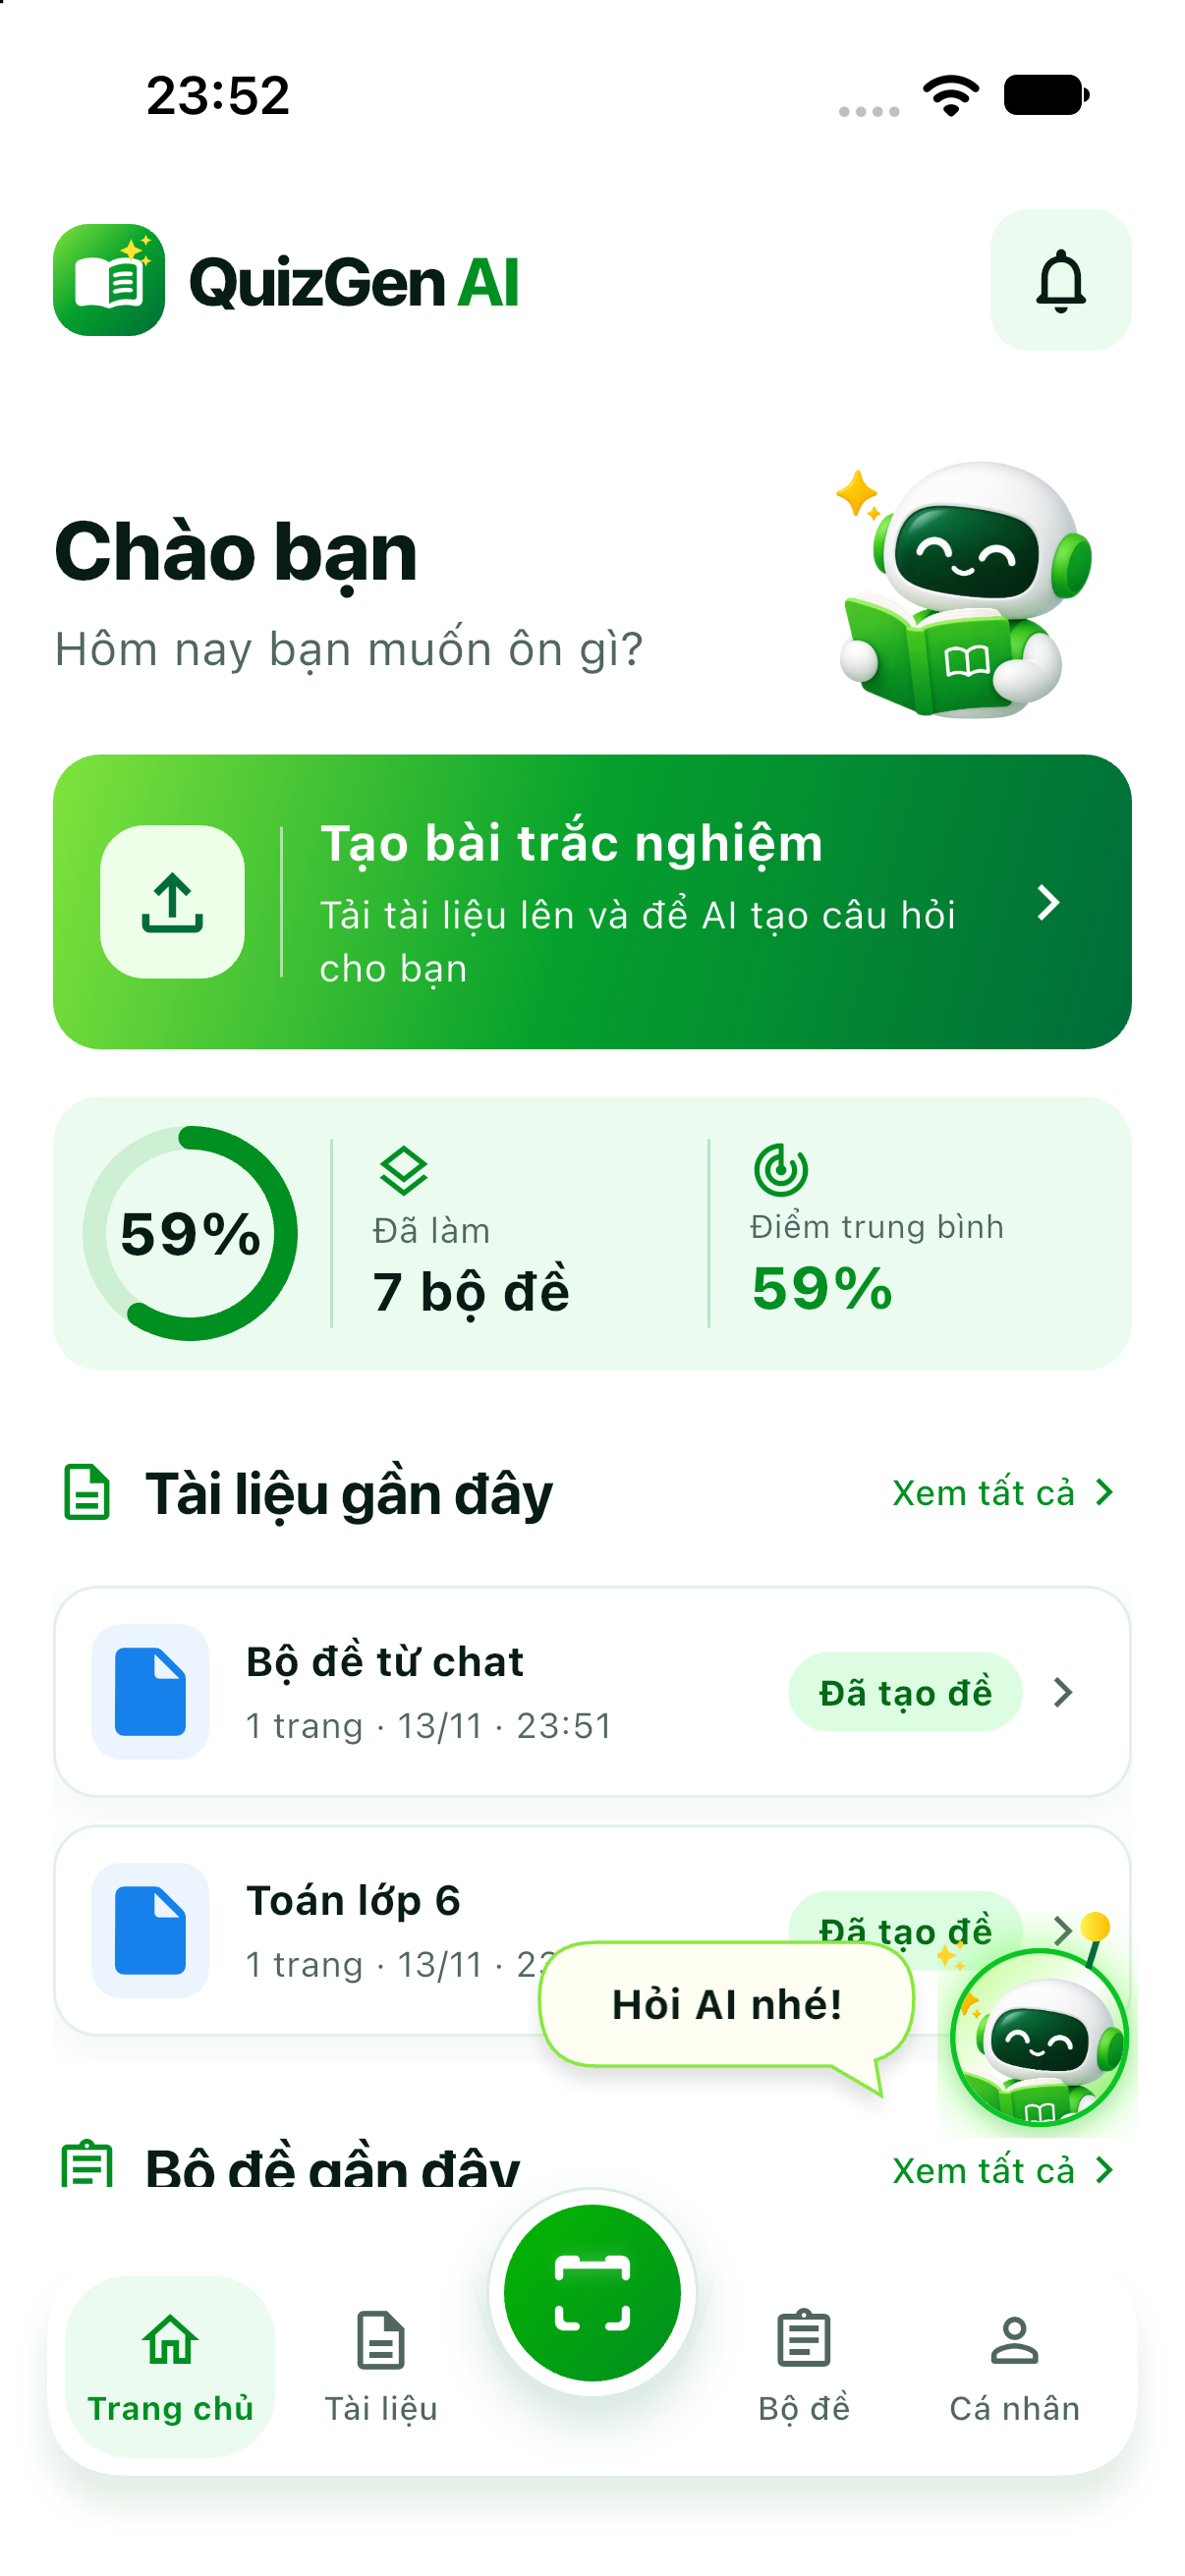 23:52
QuizGen AI
Chào bạn
Hôm nay bạn muốn ôn gì?
Tạo bài trắc nghiệm
Tải tài liệu lên và để AI tạo câu hỏi
cho bạn
59%
Đã làm
7 bộ đề
Điểm trung bình
59%
Tài liệu gần đây
Xem tất cả
Bộ đề từ chat
1 trang · 13/11 · 23:51
Đã tạo đề
Toán lớp 6
1 trang · 13/11 ·
Đã tạo đề
Hỏi AI nhé!
Bộ đề gần đây
Xem tất cả
Trang chủ
Tài liệu
Bộ đề
Cá nhân